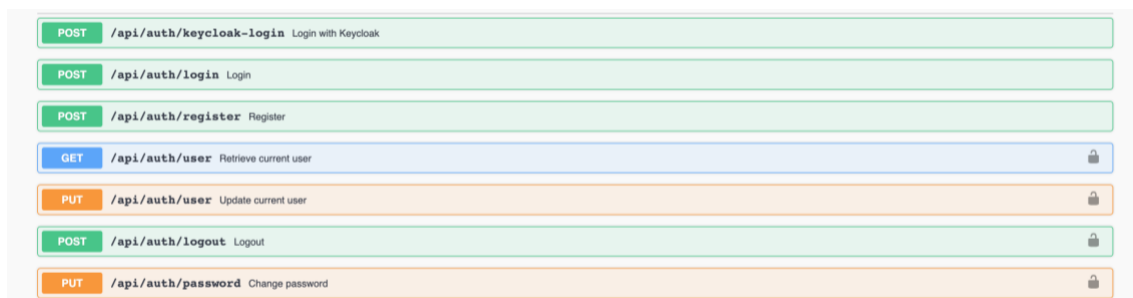 POST /api/auth/keycloak-login Login with Keycloak
POST /api/auth/login Login
POST /api/auth/register Register
GET /api/auth/user Retrieve current user
PUT /api/auth/user Update current user
POST /api/auth/logout Logout
PUT /api/auth/password Change password